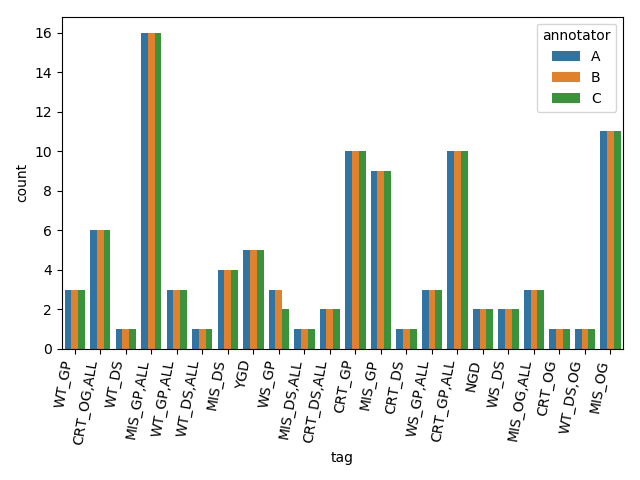 annotator
A
B
C
count
16
14
12
10
8
6
4
2
0
WT_GP
CRT_OG,ALL
WT_DS
MIS_GP,ALL
WT_GP,ALL
WT_DS,ALL
MIS_DS
YGD
WS_GP
MIS_DS,ALL
CRT_DS,ALL
CRT_GP
MIS_GP
CRT_DS
WS_GP,ALL
CRT_GP,ALL
NGD
WS_DS
MIS_OG,ALL
CRT_OG
WT_DS,OG
MIS_OG
tag